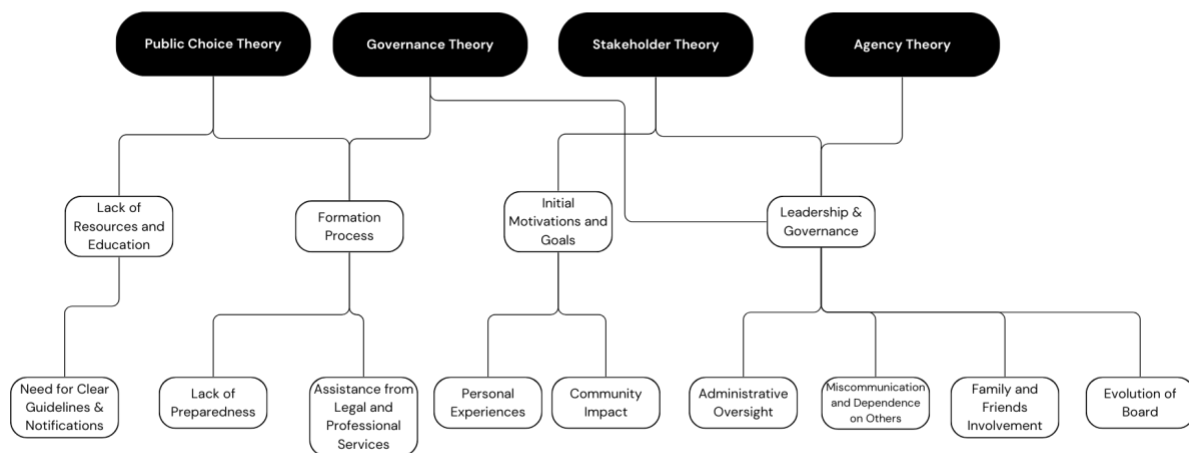 Public Choice Theory
Governance Theory
Stakeholder Theory
Agency Theory
Lack of
Resources and
Education
Formation
Process
Initial
Motivations and
Goals
Leadership &
Governance
Need for Clear
Guidelines &
Notifications
Lack of
Preparedness
Assistance from
Legal and
Professional
Services
Personal
Experiences
Community
Impact
Administrative
Oversight
Miscommunication
and Dependence
on Others
Family and
Friends
Involvement
Evolution of
Board